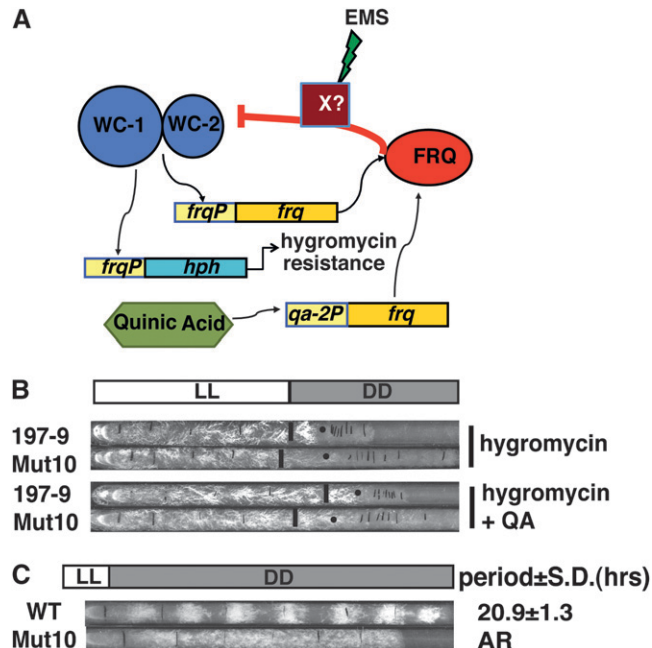 A
EMS
X?
WC-1
WC-2
FRQ
frqP frq
hygromycin
resistance
frqP hph
Quinic Acid
qa-2P frq
B
LL DD
197-9
Mut10
hygromycin
197-9
Mut10
hygromycin
+ QA
C
LL DD period±S.D.(hrs)
WT 20.9±1.3
Mut10 AR